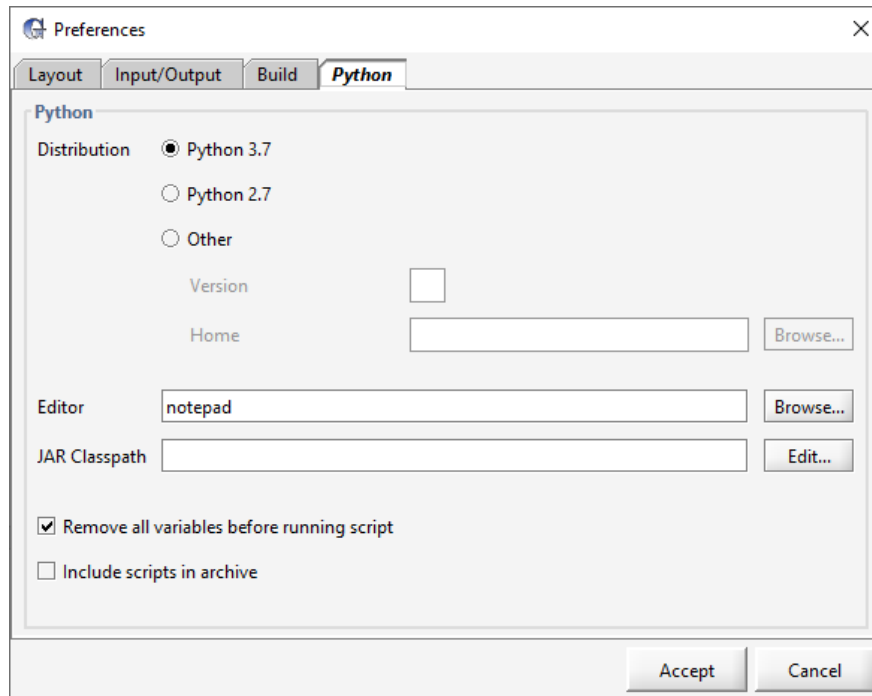 Preferences
Layout Input/Output Build Python
Python
Distribution Python 3.7
Python 2.7
Other
Version
Home Browse...
Editor notepad Browse...
JAR Classpath Edit...
Remove all variables before running script
Include scripts in archive
Accept Cancel